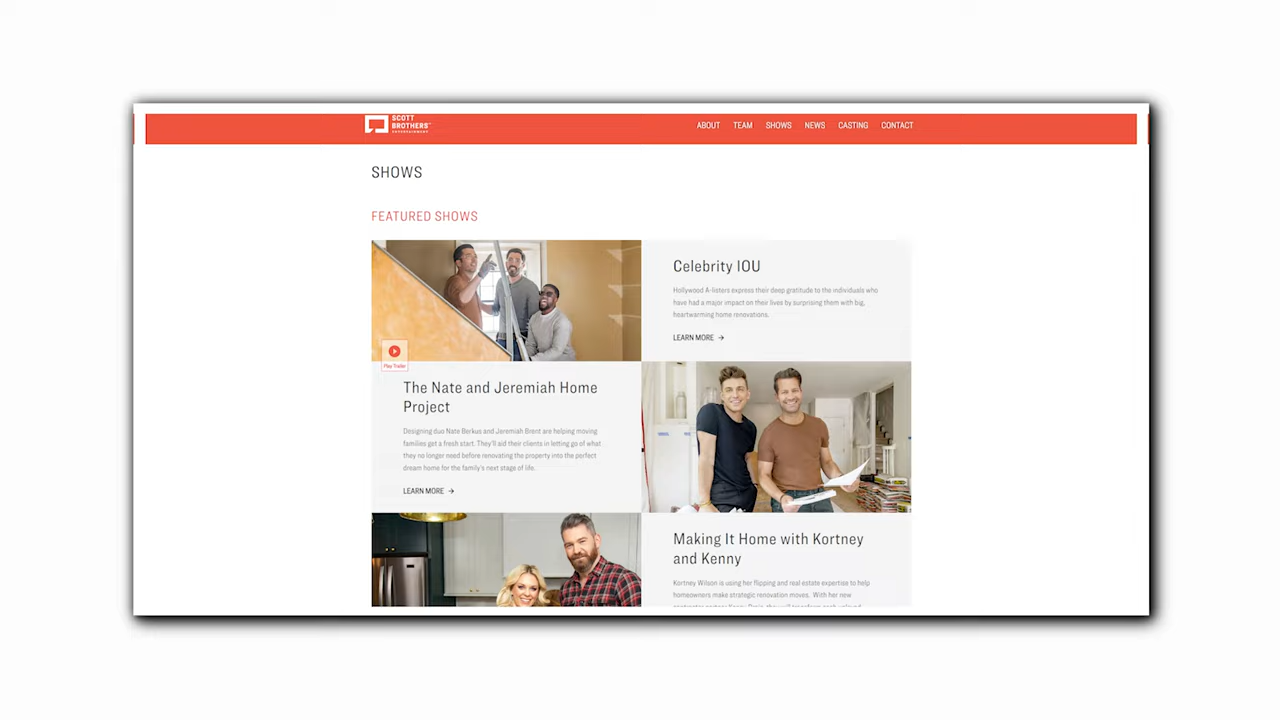 SCOTT
BROTHERS™
ENTERTAINMENT
ABOUT TEAM SHOWS NEWS CASTING CONTACT
SHOWS
FEATURED SHOWS
Celebrity IOU
Hollywood A-listers express their deep gratitude to the individuals who
have had a major impact on their lives by surprising them with big,
heartwarming home renovations.
LEARN MORE →
Play Trailer
The Nate and Jeremiah Home
Project
Designing duo Nate Berkus and Jeremiah Brent are helping moving
families get a fresh start. They'll aid their clients in letting go of what
they no longer need before renovating the property into the perfect
dream home for the family's next stage of life.
LEARN MORE →
Making It Home with Kortney
and Kenny
Kortney Wilson is using her flipping and real estate expertise to help
homeowners make strategic renovation moves. With her new